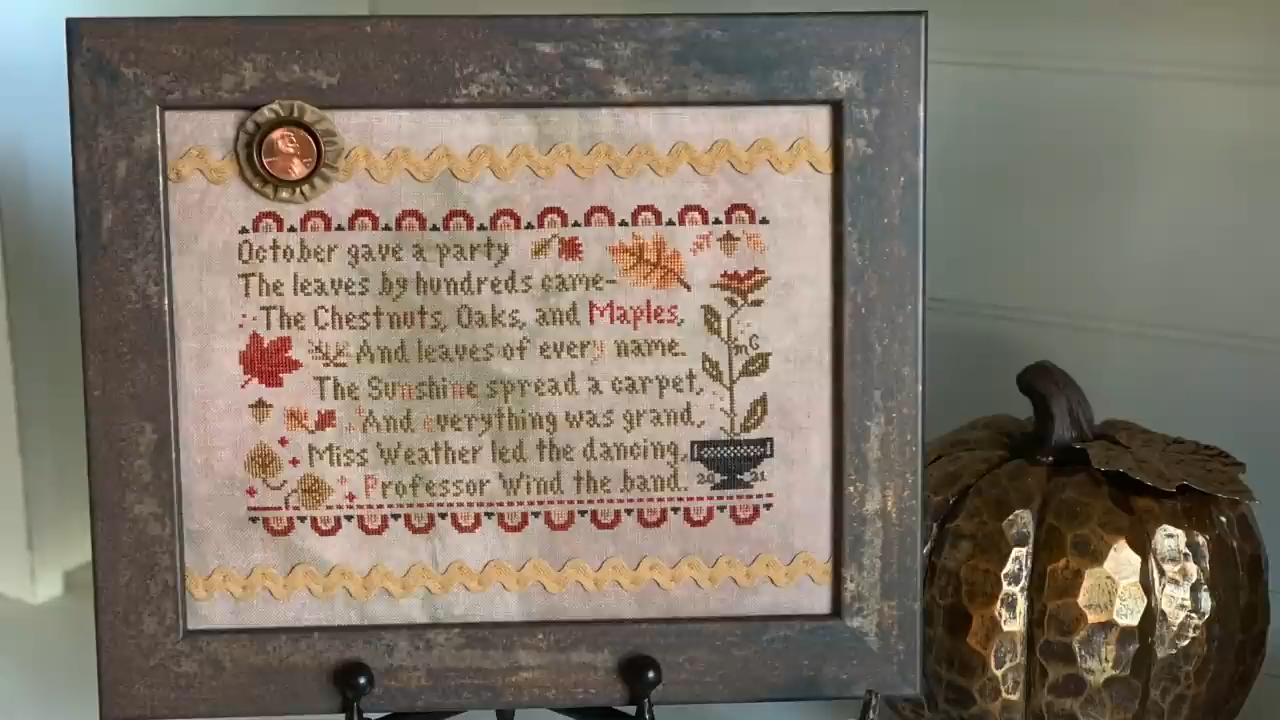 October gave a party
The leaves by hundreds came-
The Chestnuts, Oaks, and Maples,
And leaves of every name.
mG
The Sunshine spread a carpet,
And everything was grand,
Miss Weather led the dancing,
Professor Wind the band.
2021